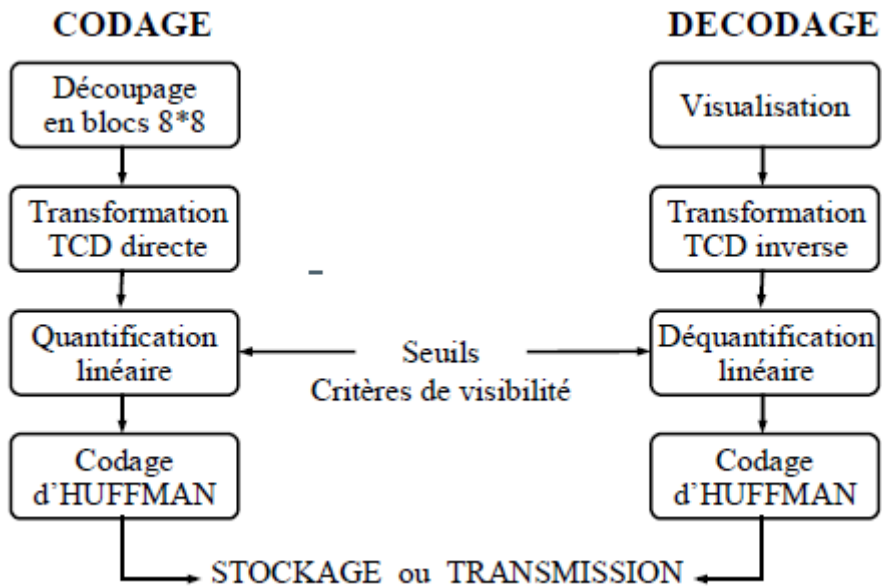 CODAGE
Découpage
en blocs 8*8
Transformation
TCD directe
Quantification
linéaire
Codage
d'HUFFMAN
Seuils
Critères de visibilité
DECODAGE
Visualisation
Transformation
TCD inverse
Déquantification
linéaire
Codage
d'HUFFMAN
STOCKAGE ou TRANSMISSION